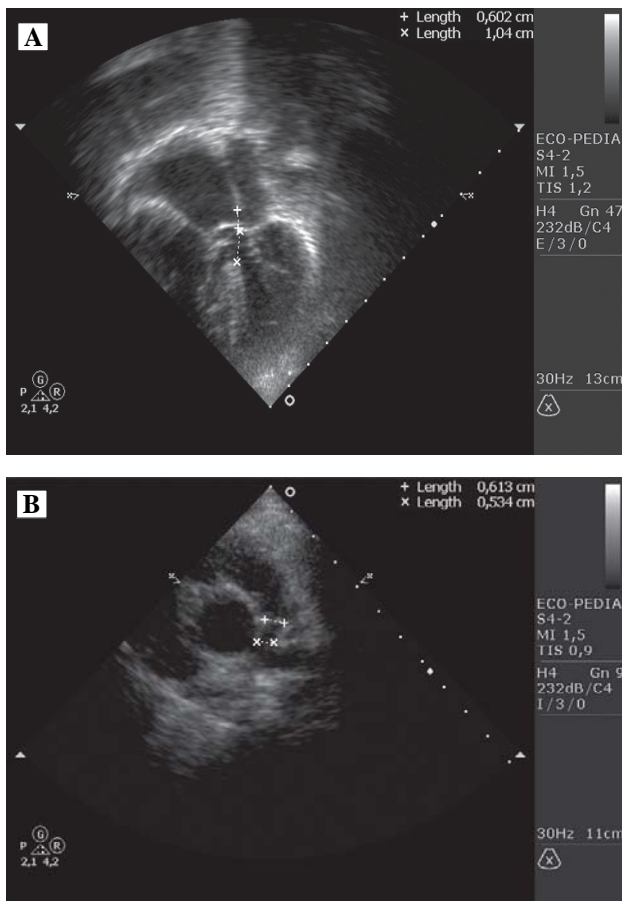 A
+ Length 0,602 cm
× Length 1,04 cm
ECO-PEDIA
S4-2
MI 1,5
TIS 1,2
H4 Gn 47
232dB/C4
E/3/0
30Hz 13cm
X
G
P R
2,1 4,2
B
+ Length 0,613 cm
× Length 0,534 cm
ECO-PEDIA
S4-2
MI 1,5
TIS 0,9
H4 Gn 9
232dB/C4
I/3/0
30Hz 11cm
X
G
P R
2,1 4,2